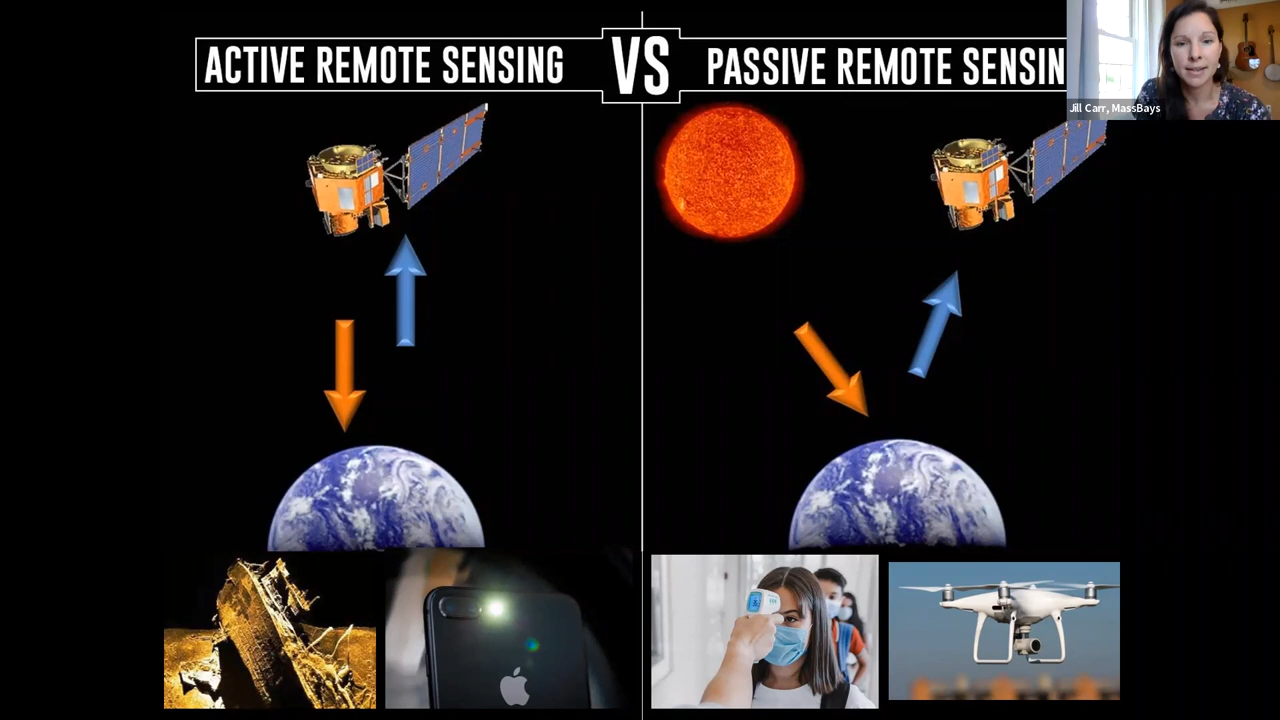 ACTIVE REMOTE SENSING
VS
PASSIVE REMOTE SENSIN
Jill Carr, MassBays